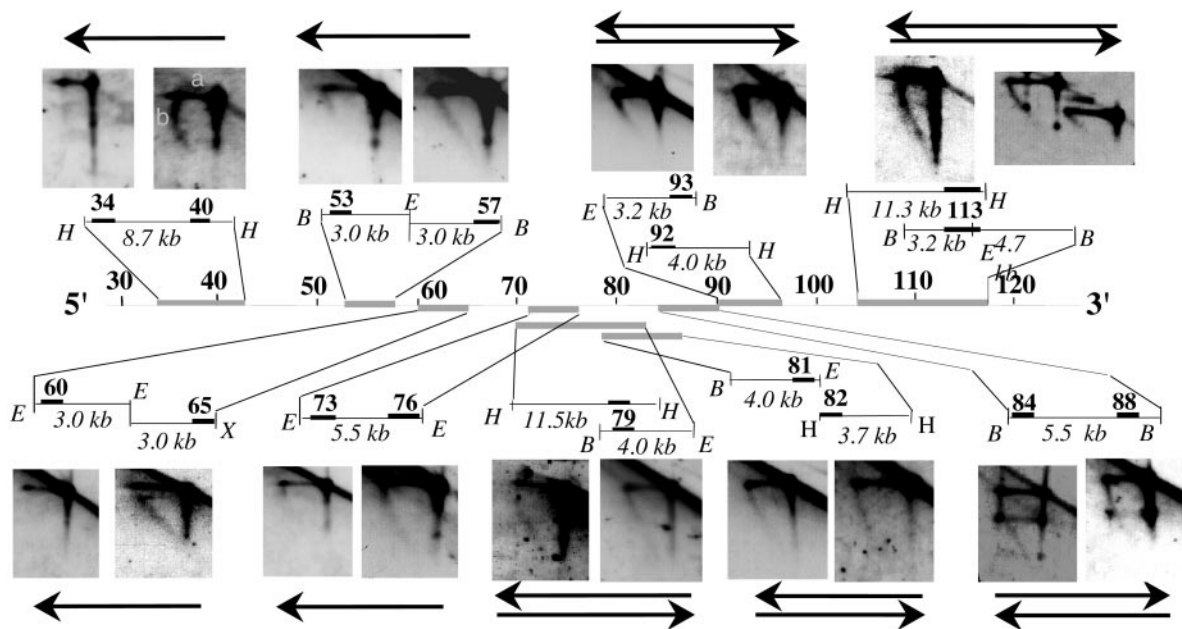 a
b
34 40
H 8.7 kb H
53 E 57
B 3.0 kb 3.0 kb B
93
E 3.2 kb B
92
H 4.0 kb H
H 11.3 kb H
113
B 3.2 kb E 4.7 kb B
5' 30 40 50 60 70 80 90 100 110 120 3'
60 E
E 3.0 kb 65
3.0 kb X
73 76
E 5.5 kb E
H 11.5kb H
79
B 4.0 kb E
81 E
B 4.0 kb
82
H 3.7 kb H
84 88
B 5.5 kb B